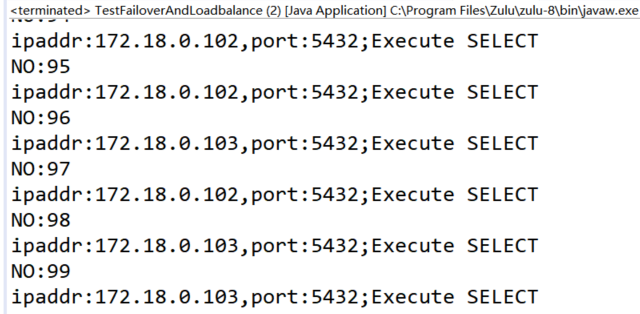 <terminated> TestFailoverAndLoadbalance (2) [Java Application] C:\Program Files\Zulu\zulu-8\bin\javaw.exe
ipaddr:172.18.0.102,port:5432;Execute SELECT
NO:95
ipaddr:172.18.0.102,port:5432;Execute SELECT
NO:96
ipaddr:172.18.0.103,port:5432;Execute SELECT
NO:97
ipaddr:172.18.0.102,port:5432;Execute SELECT
NO:98
ipaddr:172.18.0.103,port:5432;Execute SELECT
NO:99
ipaddr:172.18.0.103,port:5432;Execute SELECT